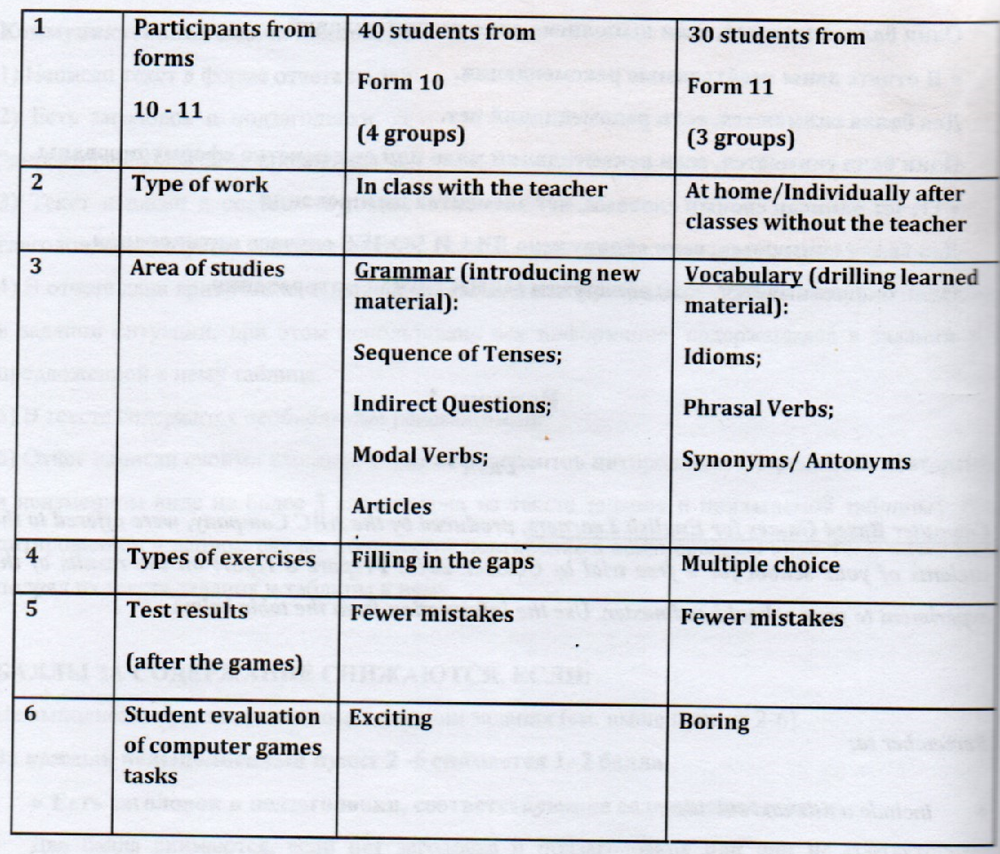 1 Participants from forms 10 - 11 40 students from Form 10 (4 groups) 30 students from Form 11 (3 groups)
2 Type of work In class with the teacher At home/Individually after classes without the teacher
3 Area of studies Grammar (introducing new material): Sequence of Tenses; Indirect Questions; Modal Verbs; Articles Vocabulary (drilling learned material): Idioms; Phrasal Verbs; Synonyms/ Antonyms
4 Types of exercises Filling in the gaps Multiple choice
5 Test results (after the games) Fewer mistakes Fewer mistakes
6 Student evaluation of computer games tasks Exciting Boring